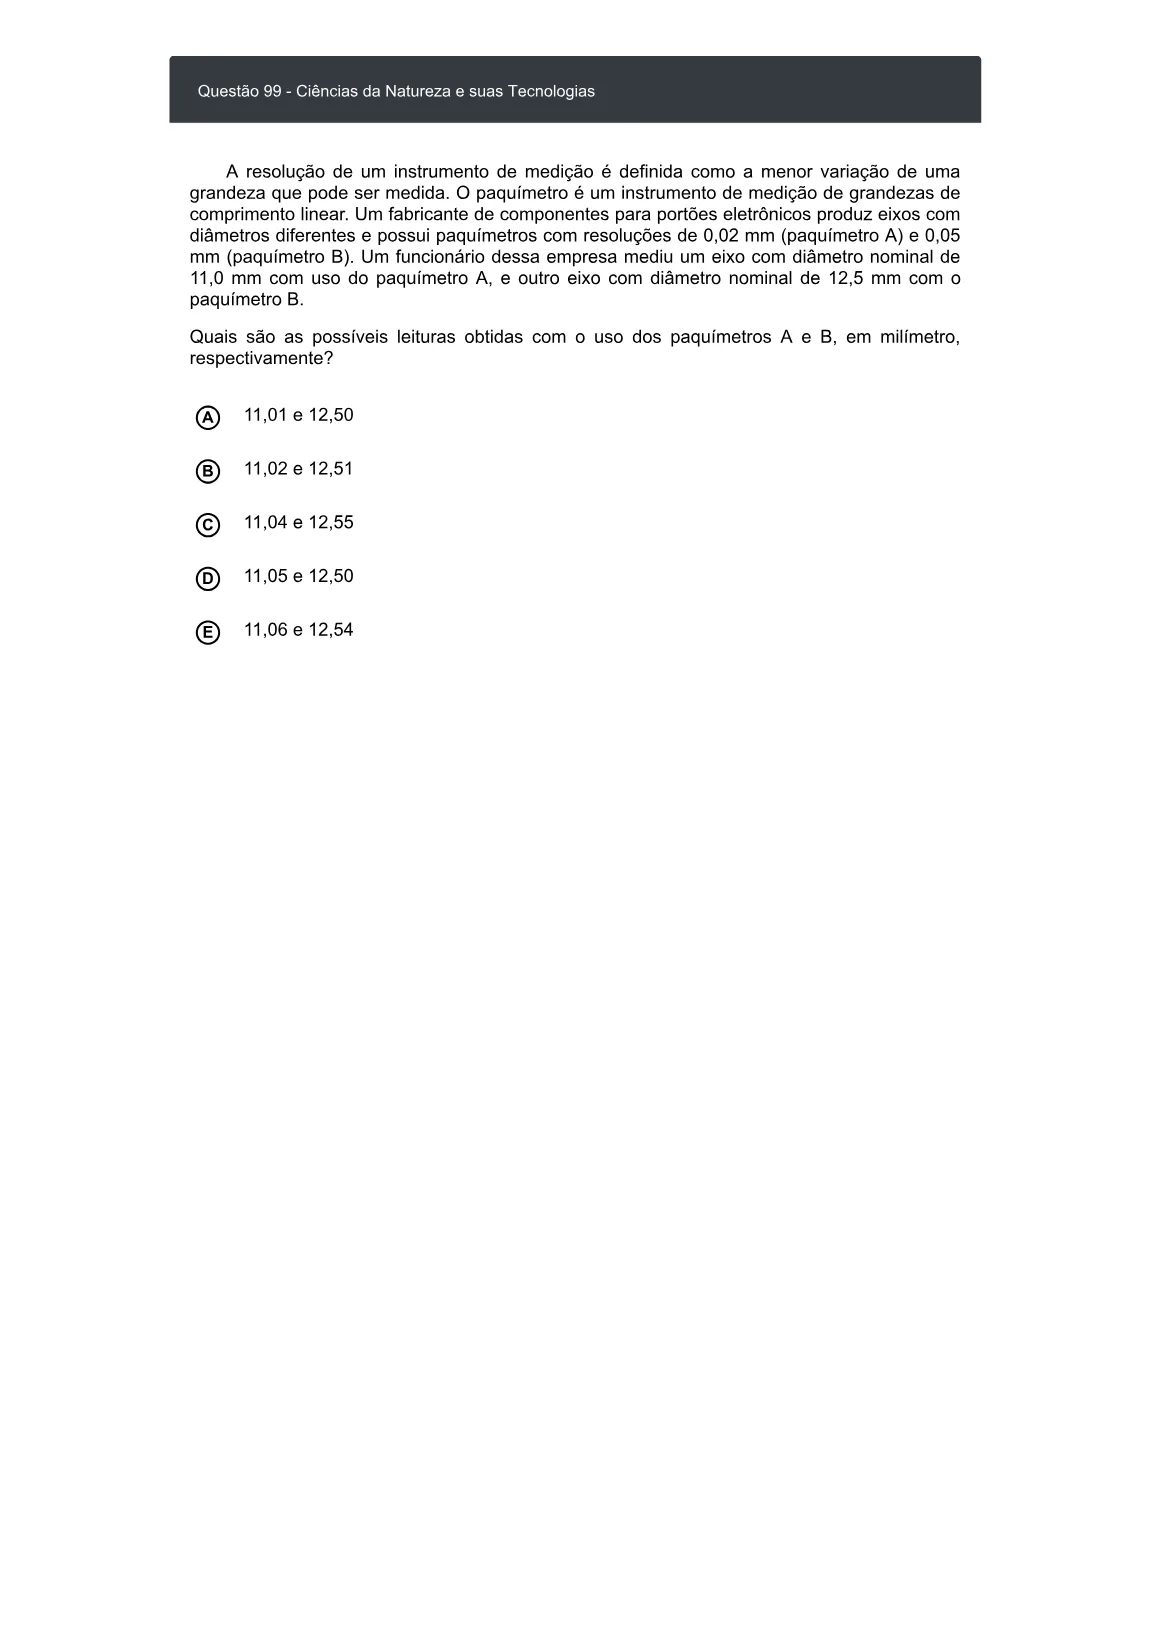 Questão 99 - Ciências da Natureza e suas Tecnologias
A resolução de um instrumento de medição é definida como a menor variação de uma
grandeza que pode ser medida. O paquímetro é um instrumento de medição de grandezas de
comprimento linear. Um fabricante de componentes para portões eletrônicos produz eixos com
diâmetros diferentes e possui paquímetros com resoluções de 0,02 mm (paquímetro A) e 0,05
mm (paquímetro B). Um funcionário dessa empresa mediu um eixo com diâmetro nominal de
11,0 mm com uso do paquímetro A, e outro eixo com diâmetro nominal de 12,5 mm com o
paquímetro B.
Quais são as possíveis leituras obtidas com o uso dos paquímetros A e B, em milímetro,
respectivamente?
A 11,01 e 12,50
B 11,02 e 12,51
C 11,04 e 12,55
D 11,05 e 12,50
E 11,06 e 12,54